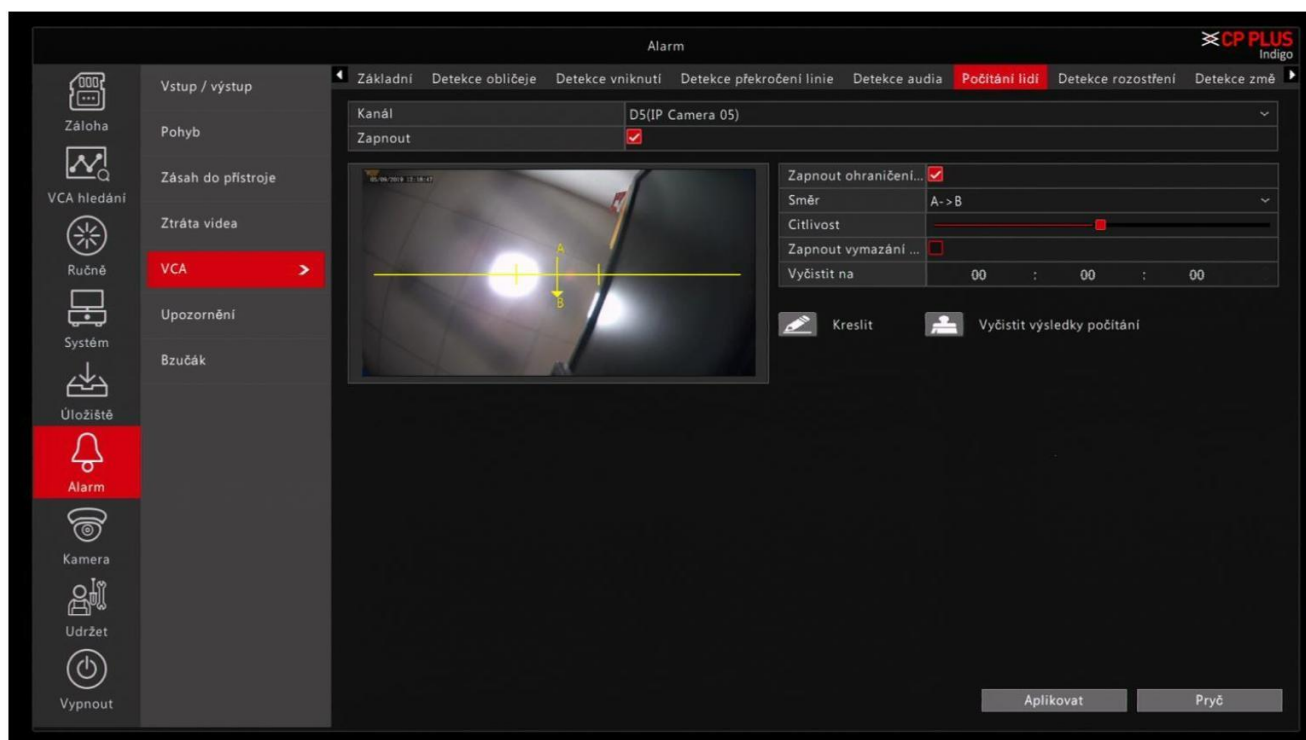 Alarm
CP PLUS
Indigo
Záloha
VCA hledání
Ručně
Systém
Úložiště
Alarm
Kamera
Udržet
Vypnout
Vstup / výstup
Pohyb
Zásah do přístroje
Ztráta videa
VCA
Upozornění
Bzučák
Základní Detekce obličeje Detekce vniknutí Detekce překročení linie Detekce audia Počítání lidí Detekce rozostření Detekce změ
Kanál D5(IP Camera 05)
Zapnout
A
B
Zapnout ohraničení...
Směr A->B
Citlivost
Zapnout vymazání ...
Vyčistit na 00 : 00 : 00
Kreslit Vyčistit výsledky počítání
Aplikovat Pryč